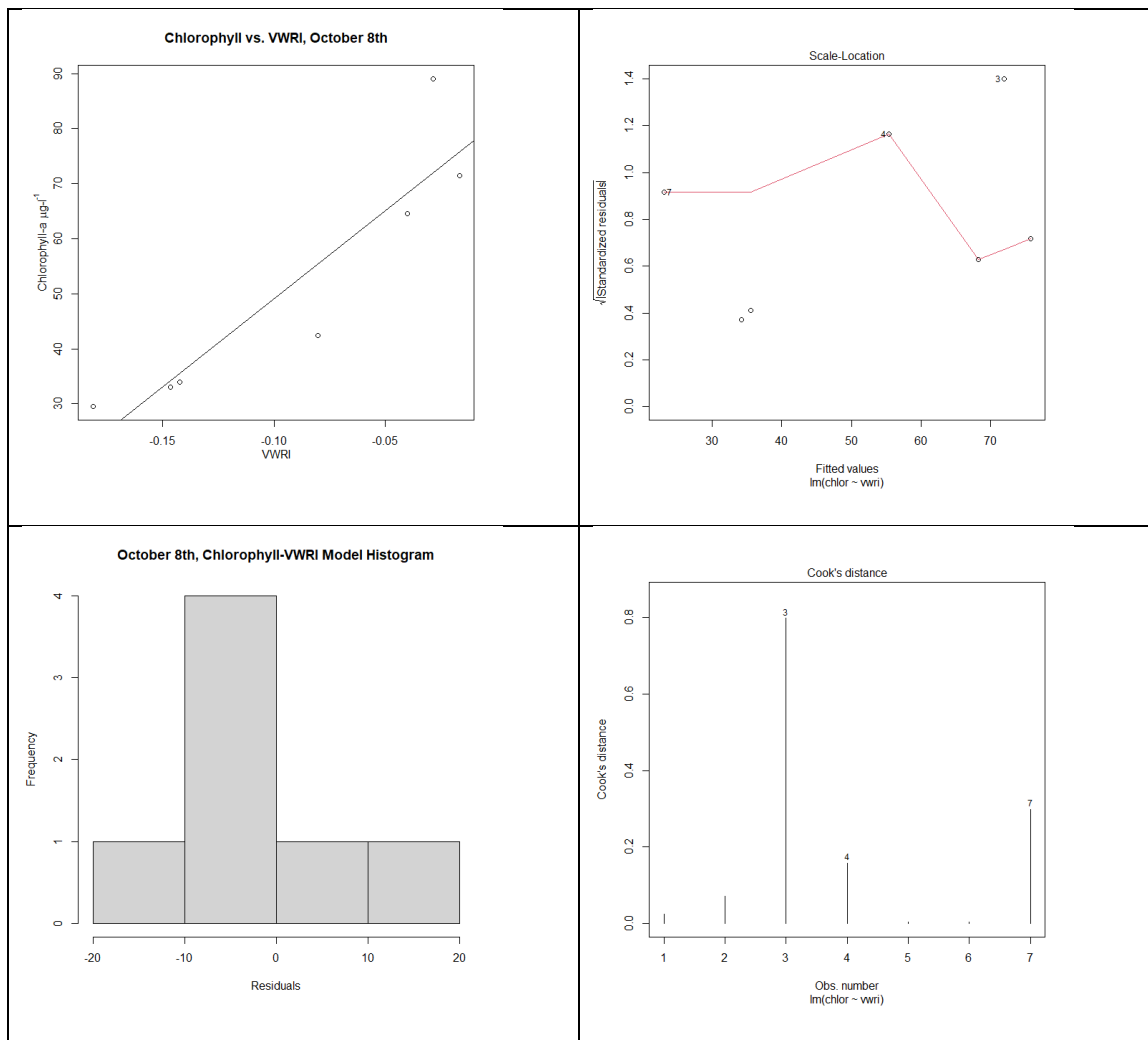 Chlorophyll vs. VWRI, October 8th
90
80
70
60
50
40
30
Chlorophyll-a µg-l⁻¹
-0.15 -0.10 -0.05
VWRI
Scale-Location
1.4
1.2
1.0
0.8
0.6
0.4
0.2
0.0
√|Standardized residuals|
3
4
7
30 40 50 60 70
Fitted values
lm(chlor ~ vwri)
October 8th, Chlorophyll-VWRI Model Histogram
4
3
2
1
0
Frequency
-20 -10 0 10 20
Residuals
Cook's distance
0.8
0.6
0.4
0.2
0.0
Cook's distance
3
7
4
1 2 3 4 5 6 7
Obs. number
lm(chlor ~ vwri)